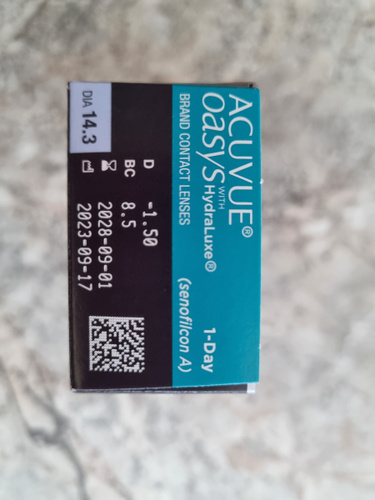 ACUVUE®
oasys WITH HydraLuxe® 1-Day
BRAND CONTACT LENSES (senofilcon A)
D -1.50
BC 8.5
2028-09-01
2023-09-17
DIA 14.3